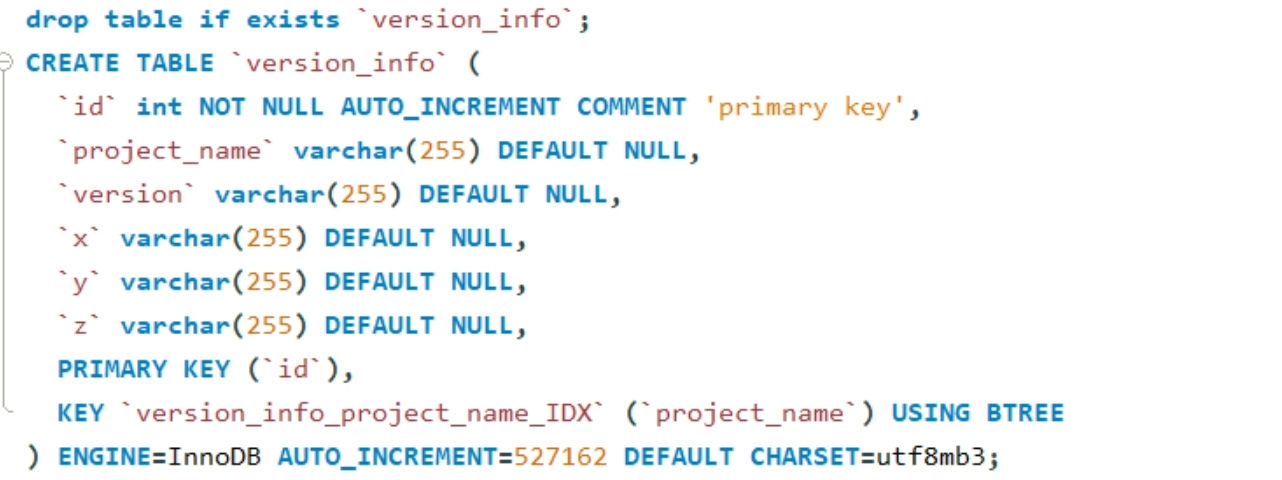 drop table if exists `version_info`;
CREATE TABLE `version_info` (
`id` int NOT NULL AUTO_INCREMENT COMMENT 'primary key',
`project_name` varchar(255) DEFAULT NULL,
`version` varchar(255) DEFAULT NULL,
`x` varchar(255) DEFAULT NULL,
`y` varchar(255) DEFAULT NULL,
`z` varchar(255) DEFAULT NULL,
PRIMARY KEY (`id`),
KEY `version_info_project_name_IDX` (`project_name`) USING BTREE
) ENGINE=InnoDB AUTO_INCREMENT=527162 DEFAULT CHARSET=utf8mb3;